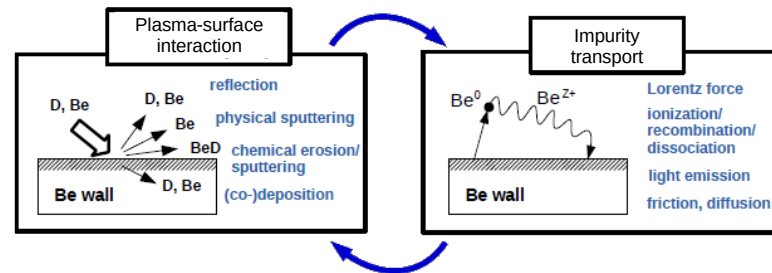 Plasma-surface
interaction
reflection
D, Be
D, Be
Be
physical sputtering
BeD
chemical erosion/
sputtering
D, Be
(co-)deposition
Be wall
Impurity
transport
Lorentz force
Be⁰
Beᶻ⁺
ionization/
recombination/
dissociation
light emission
Be wall
friction, diffusion